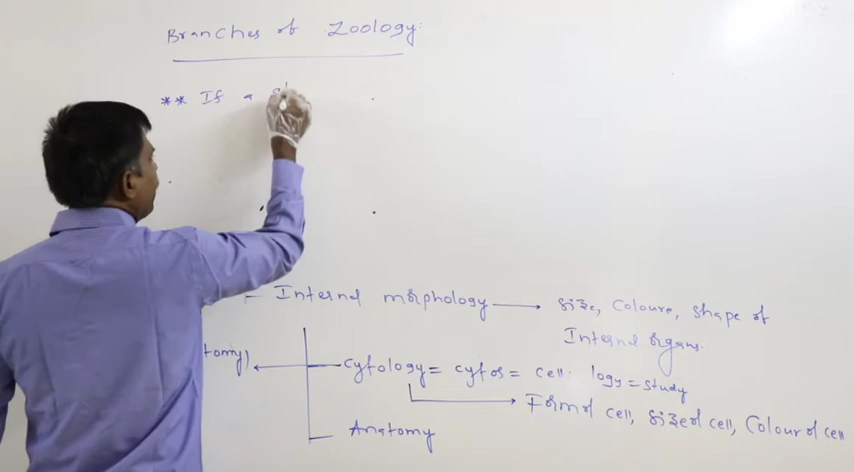 Branches of Zoology:
** If a
Internal morphology → Size, Coloure, shape of
Internal organs.
tomy)
Cytology = cytos = cell. logy = study
Form of cell, Size of cell, Colour of cell
Anatomy